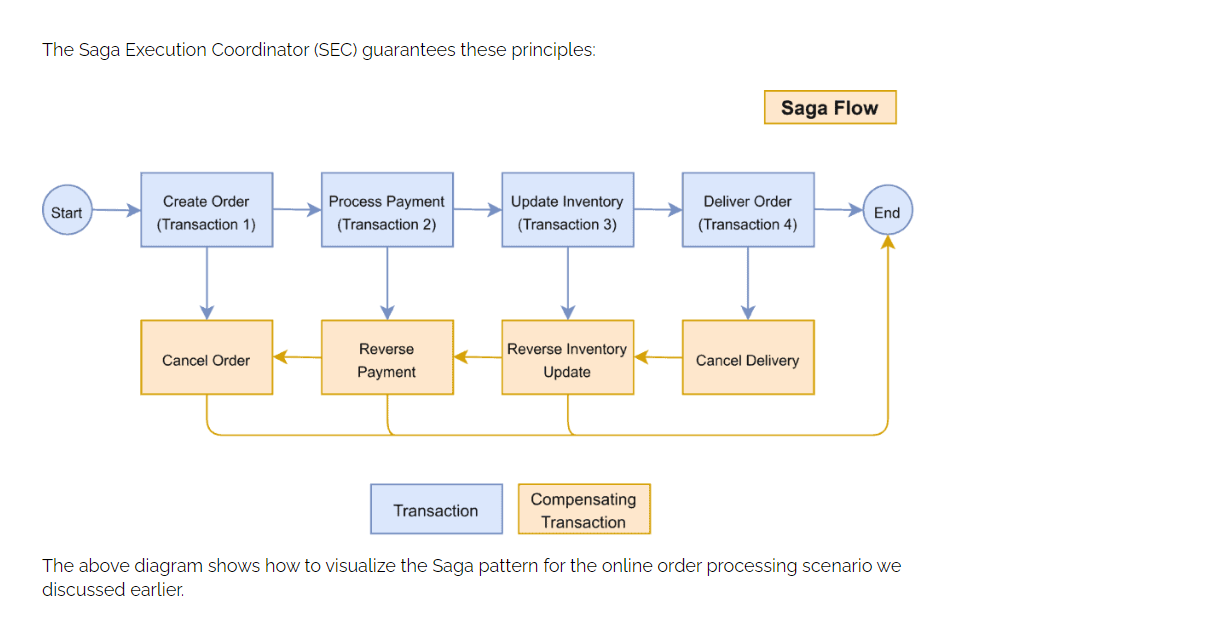 The Saga Execution Coordinator (SEC) guarantees these principles:
Saga Flow
Start
Create Order
(Transaction 1)
Process Payment
(Transaction 2)
Update Inventory
(Transaction 3)
Deliver Order
(Transaction 4)
End
Cancel Order
Reverse
Payment
Reverse Inventory
Update
Cancel Delivery
Transaction
Compensating
Transaction
The above diagram shows how to visualize the Saga pattern for the online order processing scenario we
discussed earlier.